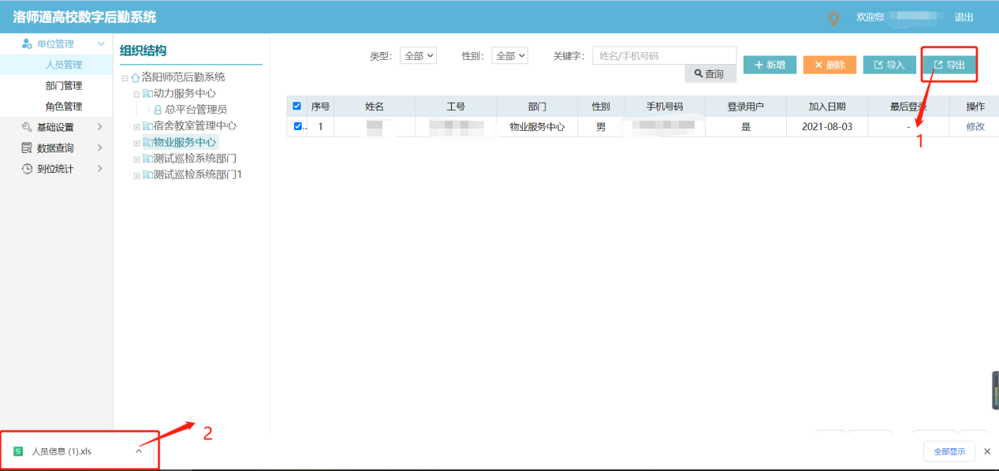 洛师通高校数字后勤系统
欢迎您
退出
单位管理
人员管理
部门管理
角色管理
基础设置
数据查询
到位统计
组织结构
洛阳师范后勤系统
动力服务中心
总平台管理员
宿舍教室管理中心
物业服务中心
测试巡检系统部门
测试巡检系统部门1
类型： 全部 性别： 全部 关键字： 姓名/手机号码
查询
新增 删除 导入 导出
序号 姓名 工号 部门 性别 手机号码 登录用户 加入日期 最后登录 操作
1 物业服务中心 男 是 2021-08-03 - 修改
1
2
人员信息 (1).xls
全部显示